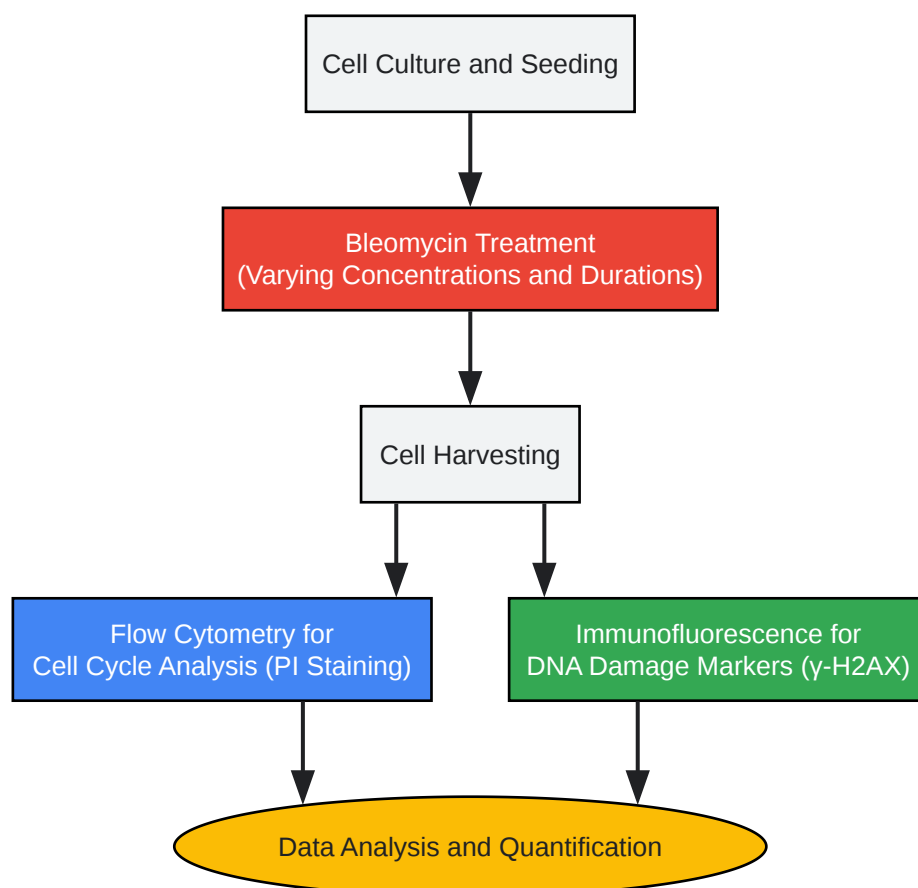 Cell Culture and Seeding
Bleomycin Treatment
(Varying Concentrations and Durations)
Cell Harvesting
Flow Cytometry for
Cell Cycle Analysis (PI Staining)
Immunofluorescence for
DNA Damage Markers (γ-H2AX)
Data Analysis and Quantification